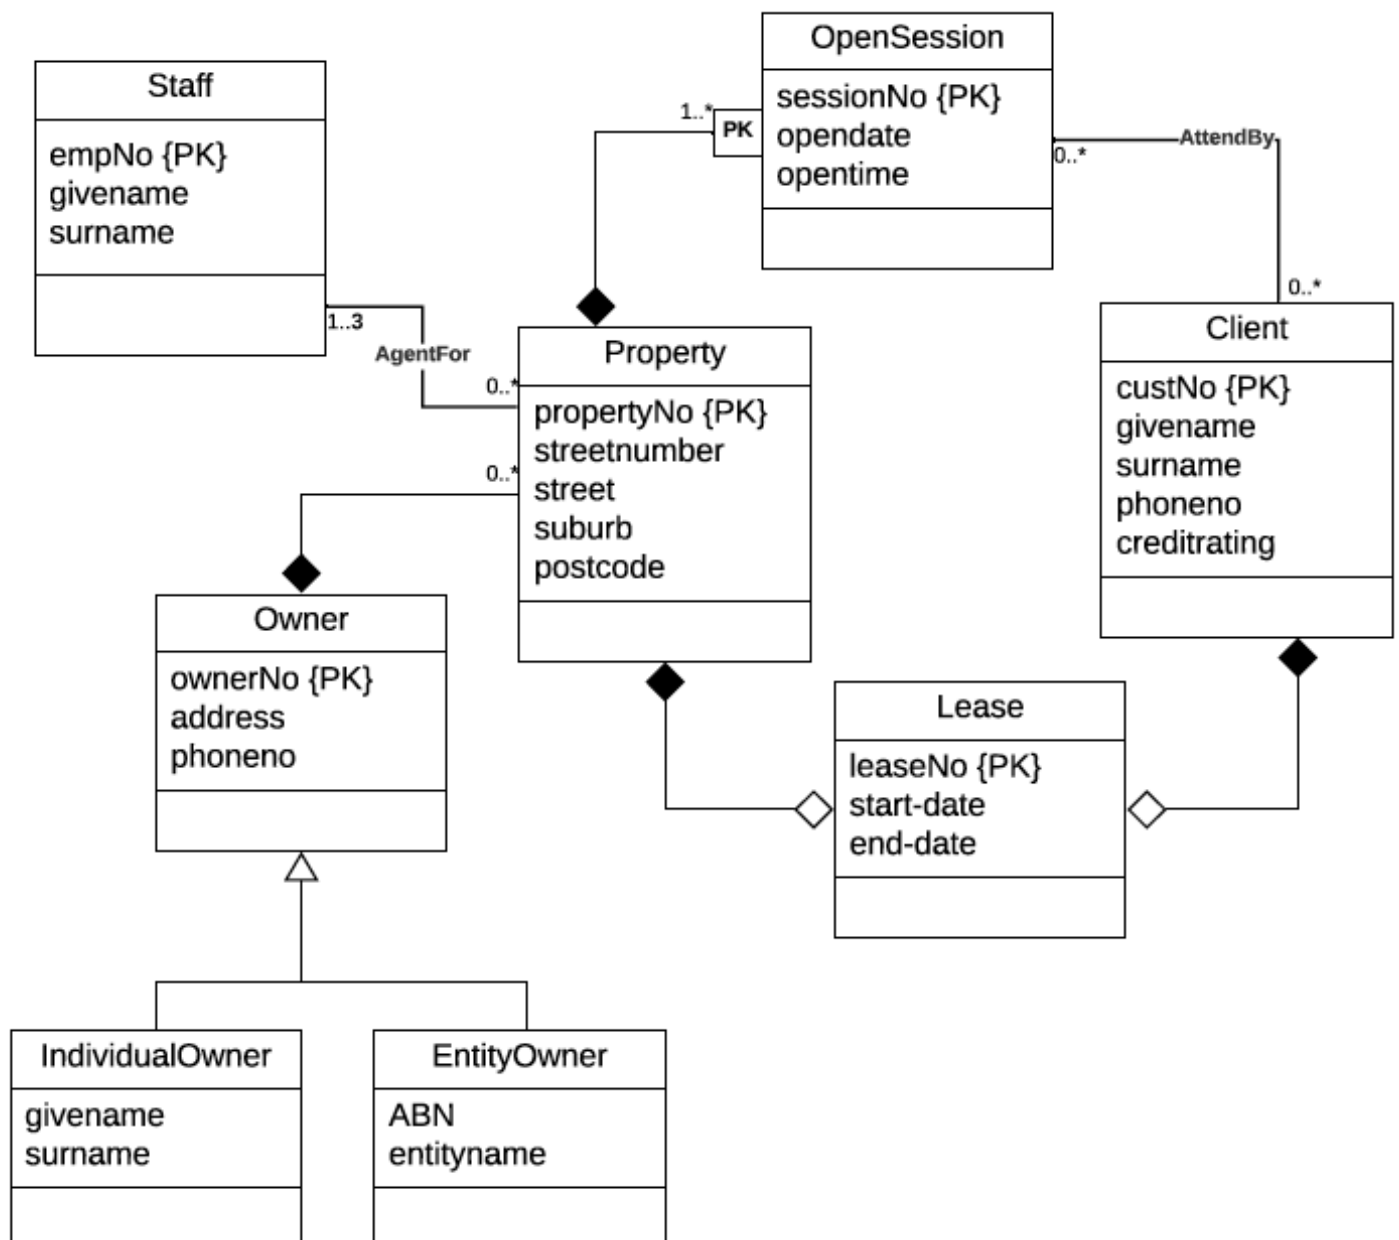 OpenSession
sessionNo {PK}
opendate
opentime
Staff
empNo {PK}
givename
surname
1..*
PK
AttendBy
0..*
0..*
1..3
AgentFor
0..*
Property
propertyNo {PK}
streetnumber
street
suburb
postcode
0..*
Client
custNo {PK}
givename
surname
phoneno
creditrating
Owner
ownerNo {PK}
address
phoneno
Lease
leaseNo {PK}
start-date
end-date
IndividualOwner
givename
surname
EntityOwner
ABN
entityname